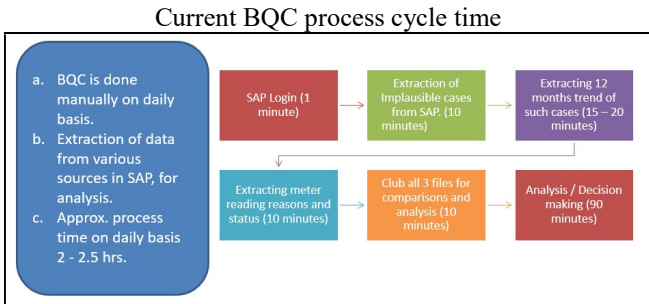 Current BQC process cycle time
a. BQC is done
manually on daily
basis.
b. Extraction of data
from various
sources in SAP, for
analysis.
c. Approx. process
time on daily basis
2 - 2.5 hrs.
SAP Login (1
minute)
Extraction of
Implausible cases
from SAP. (10
minutes)
Extracting 12
months trend of
such cases (15 – 20
minutes)
Extracting meter
reading reasons and
status (10 minutes)
Club all 3 files for
comparisons and
analysis (10
minutes)
Analysis / Decision
making (90
minutes)